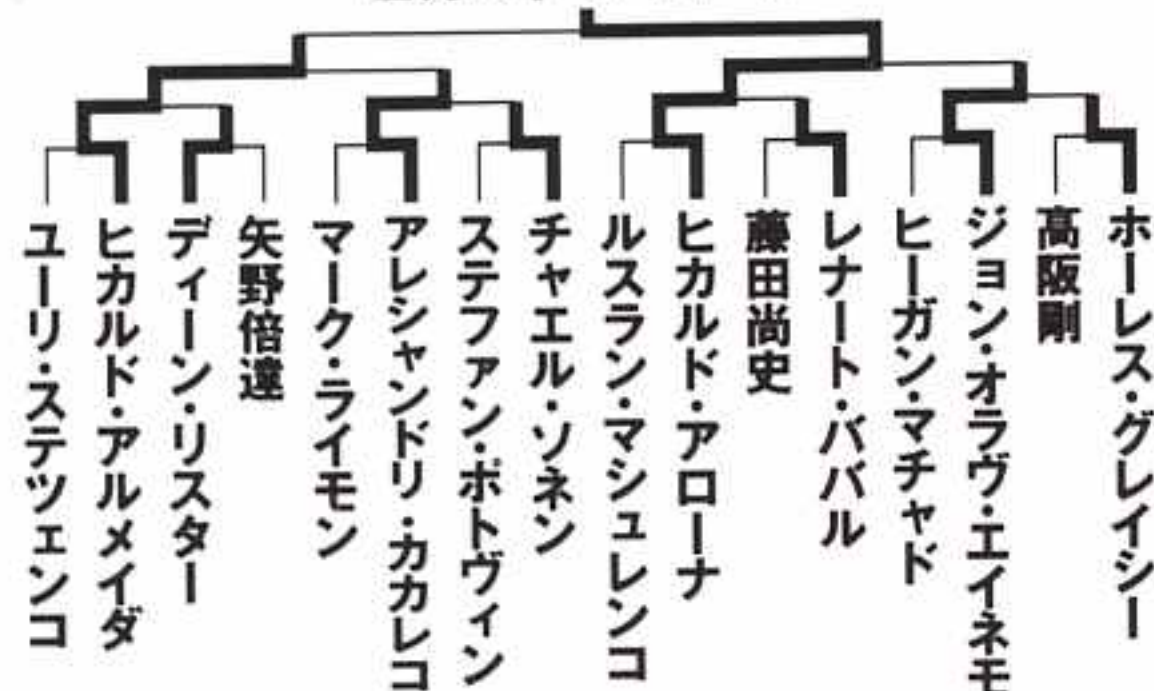 ユーリ・ステツェンコ
ヒカルド・アルメイダ
ディーン・リスター
矢野倍達
マーク・ライモン
アレシャンドリ・カカレコ
ステファン・ポトヴィン
チャエル・ソネン
ルスラン・マシュレンコ
ヒカルド・アローナ
藤田尚史
レナート・ババル
ヒーガン・マチャド
ジョン・オラヴ・エイネモ
高阪剛
ホーレス・グレイシー